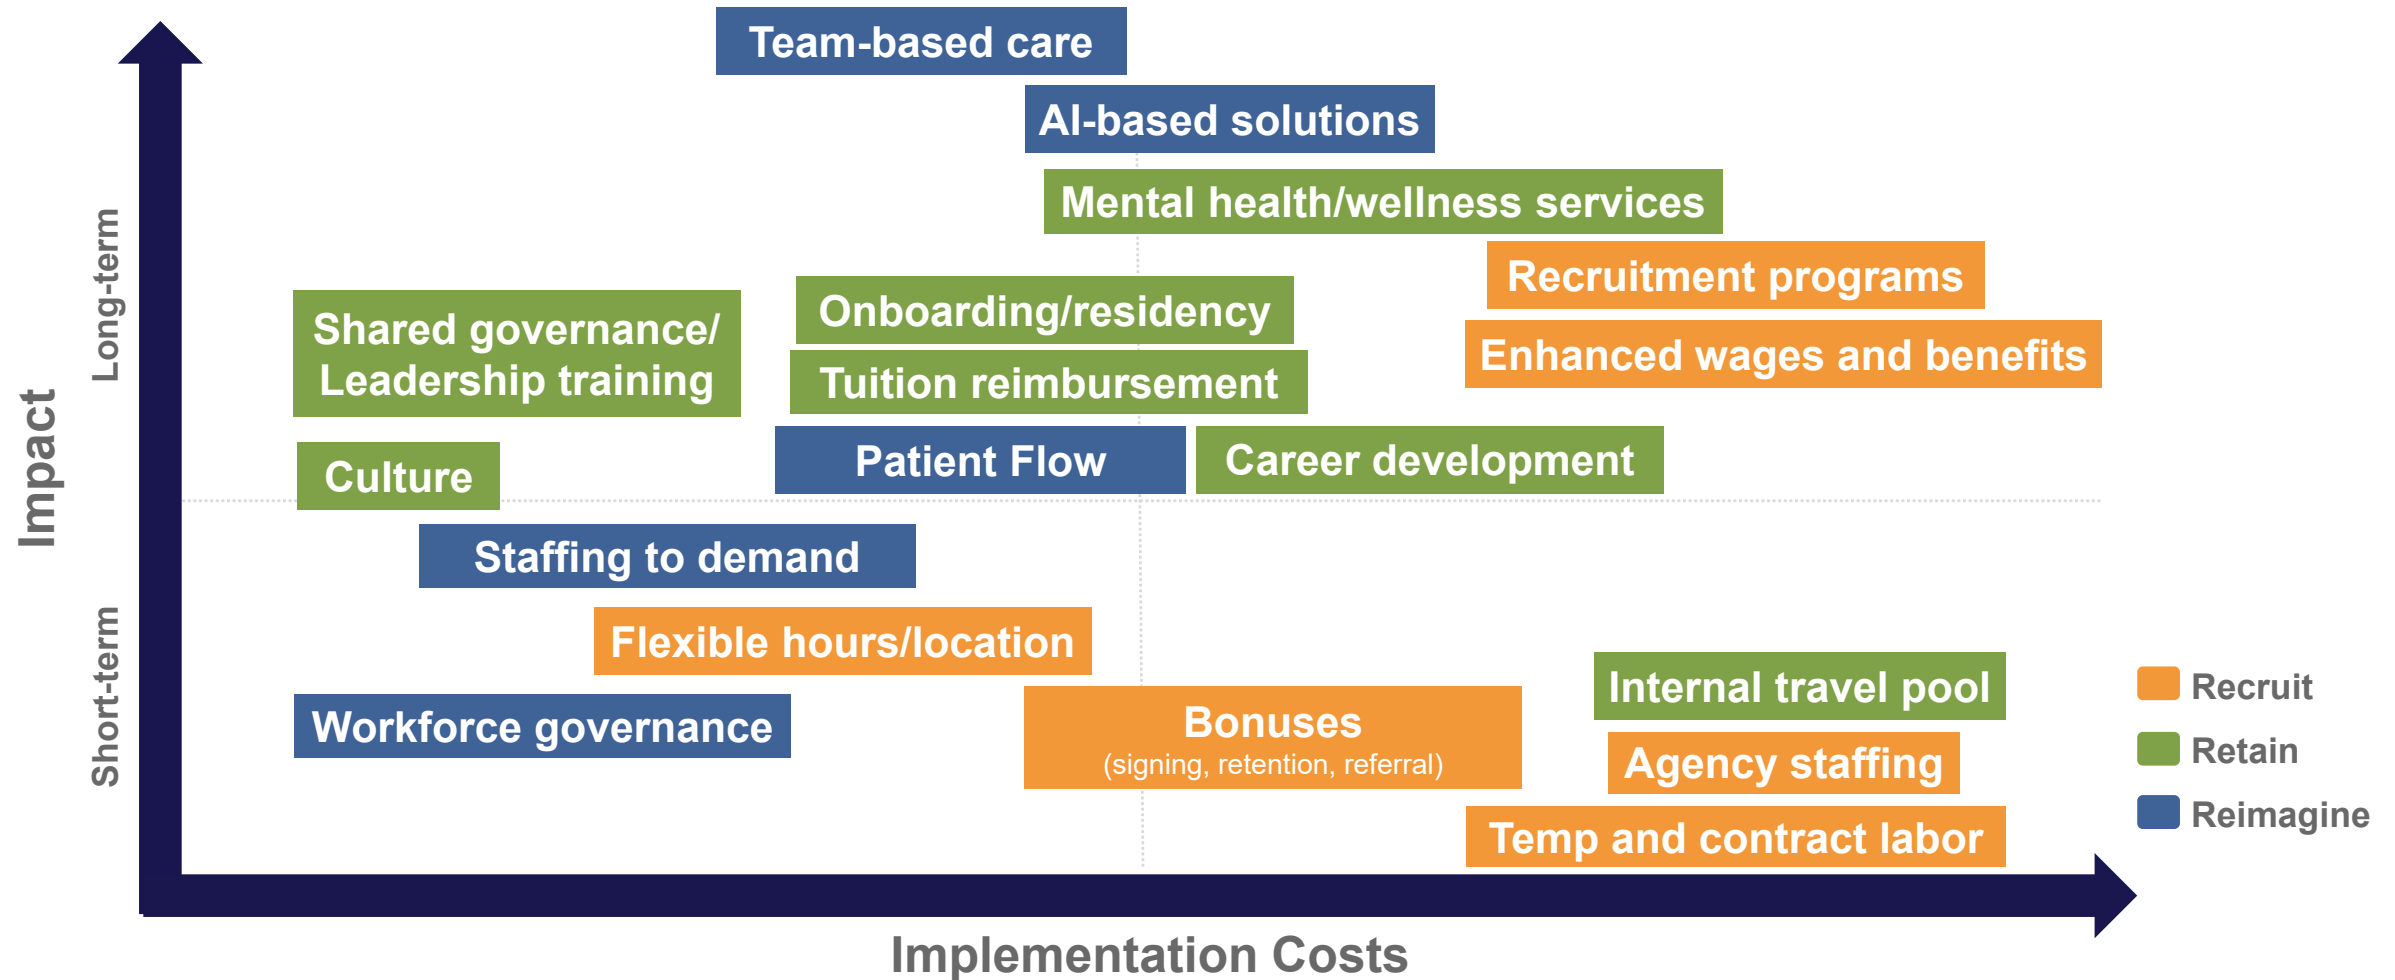 Team-based care
AI-based solutions
Mental health/wellness services
Recruitment programs
Shared governance/
Leadership training
Onboarding/residency
Enhanced wages and benefits
Tuition reimbursement
Culture
Patient Flow
Career development
Staffing to demand
Flexible hours/location
Workforce governance
Bonuses
(signing, retention, referral)
Internal travel pool
Agency staffing
Temp and contract labor
Impact
Long-term
Short-term
Implementation Costs
Recruit
Retain
Reimagine